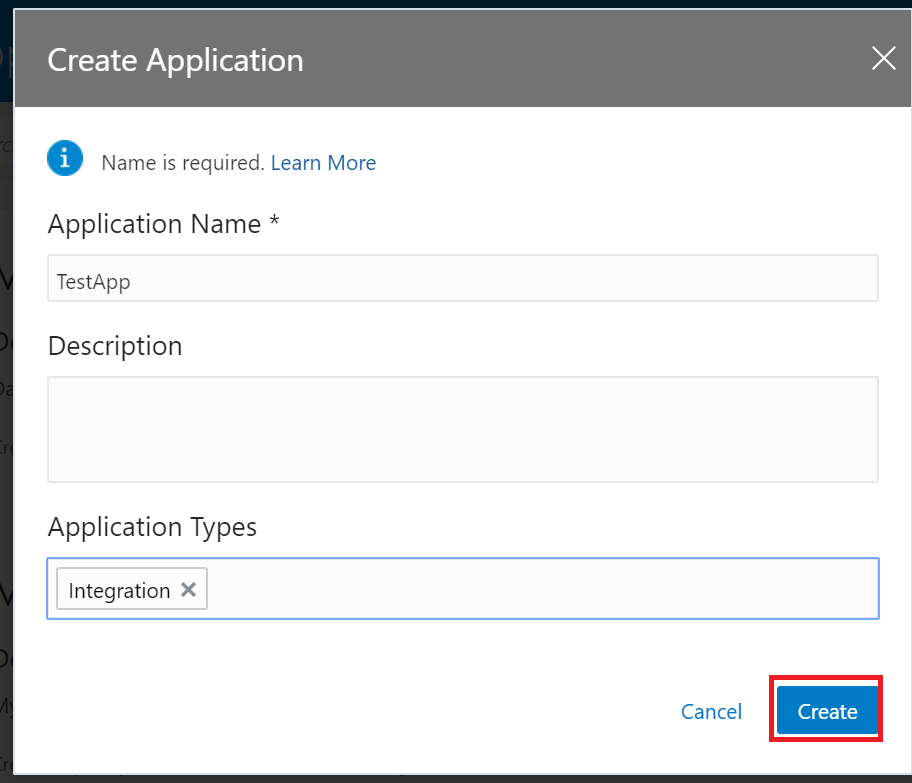 Create Application
Name is required. Learn More
Application Name *
TestApp
Description
Application Types
Integration
Cancel
Create